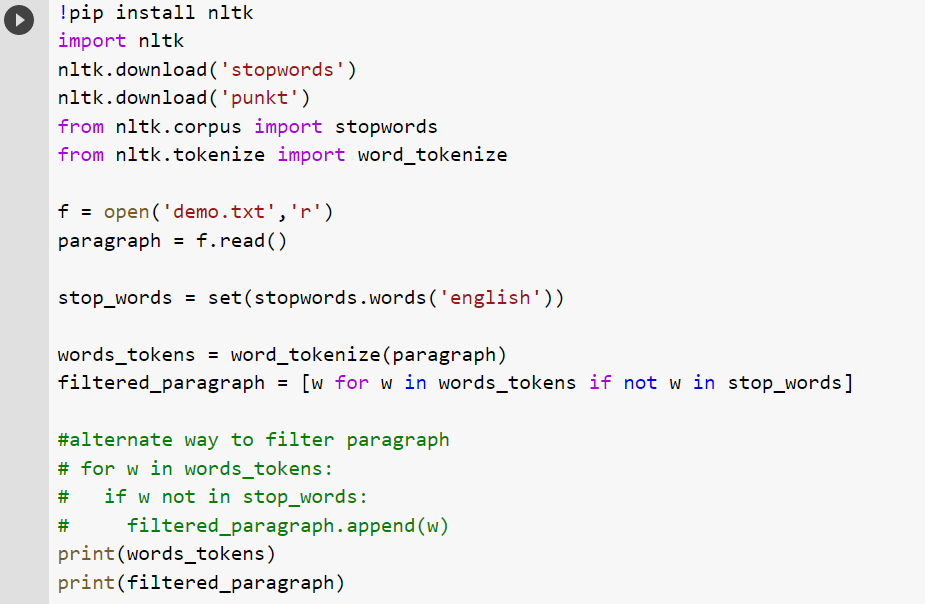 !pip install nltk
import nltk
nltk.download('stopwords')
nltk.download('punkt')
from nltk.corpus import stopwords
from nltk.tokenize import word_tokenize

f = open('demo.txt','r')
paragraph = f.read()

stop_words = set(stopwords.words('english'))

words_tokens = word_tokenize(paragraph)
filtered_paragraph = [w for w in words_tokens if not w in stop_words]

#alternate way to filter paragraph
# for w in words_tokens:
#   if w not in stop_words:
#     filtered_paragraph.append(w)
print(words_tokens)
print(filtered_paragraph)